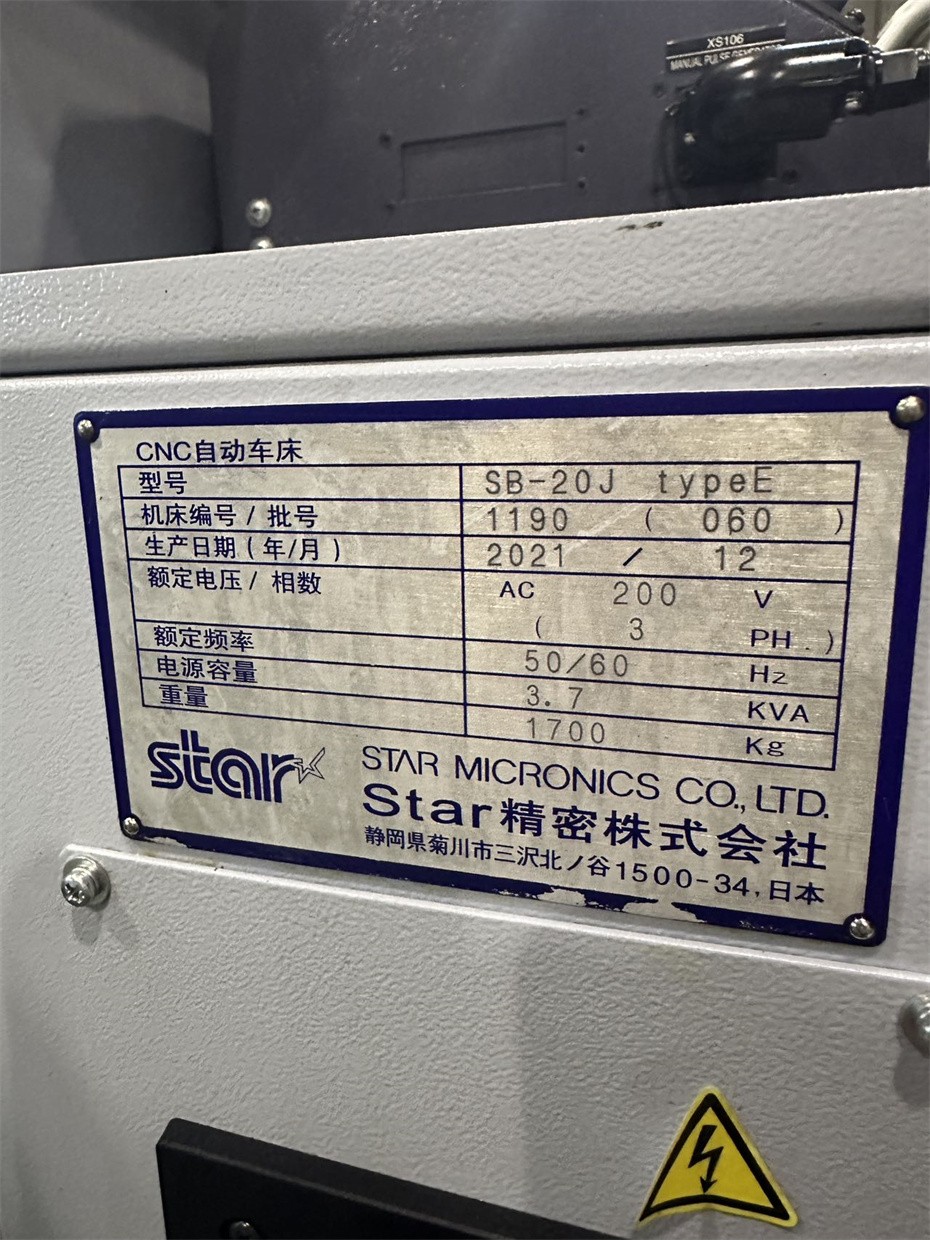 XS106
MANUAL PULSE GENERATOR
CNC自动车床
型号 SB-20J typeE
机床编号 / 批号 1190 ( 060 )
生产日期 ( 年/月 ) 2021 / 12
额定电压 / 相数 AC 200 V
( 3 PH. )
额定频率 50/60 Hz
电源容量 3.7 KVA
重量 1700 Kg
star
STAR MICRONICS CO., LTD.
Star精密株式会社
静岡県菊川市三沢北ノ谷1500-34, 日本